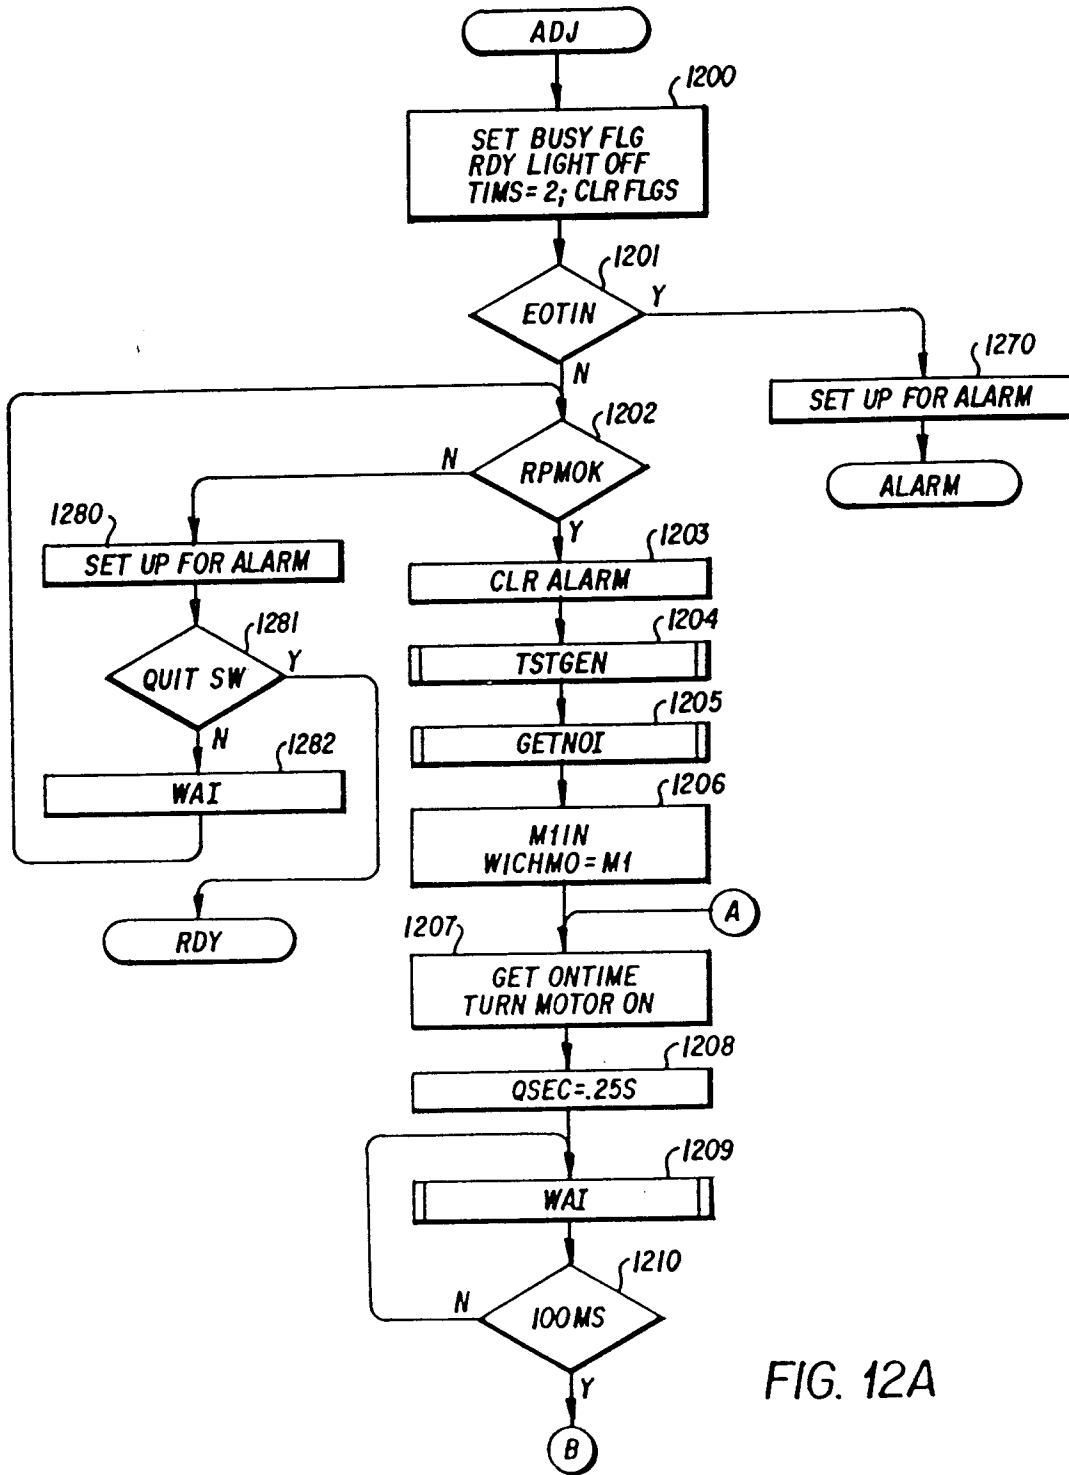 ADJ
1200
SET BUSY FLG
RDY LIGHT OFF
TIMS=2; CLR FLGS
1201
EOTIN
Y
N
1270
SET UP FOR ALARM
ALARM
1202
RPMOK
N
Y
1280
SET UP FOR ALARM
1281
QUIT SW
Y
N
1282
WAI
RDY
1203
CLR ALARM
1204
TSTGEN
1205
GETNOI
1206
M1IN
WICHMO=M1
A
1207
GET ONTIME
TURN MOTOR ON
1208
QSEC=.25S
1209
WAI
1210
100MS
N
Y
B
FIG. 12A